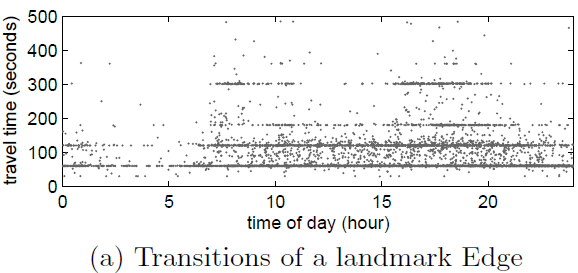 500
400
300
200
100
0
travel time (seconds)
0 5 10 15 20
time of day (hour)
(a) Transitions of a landmark Edge